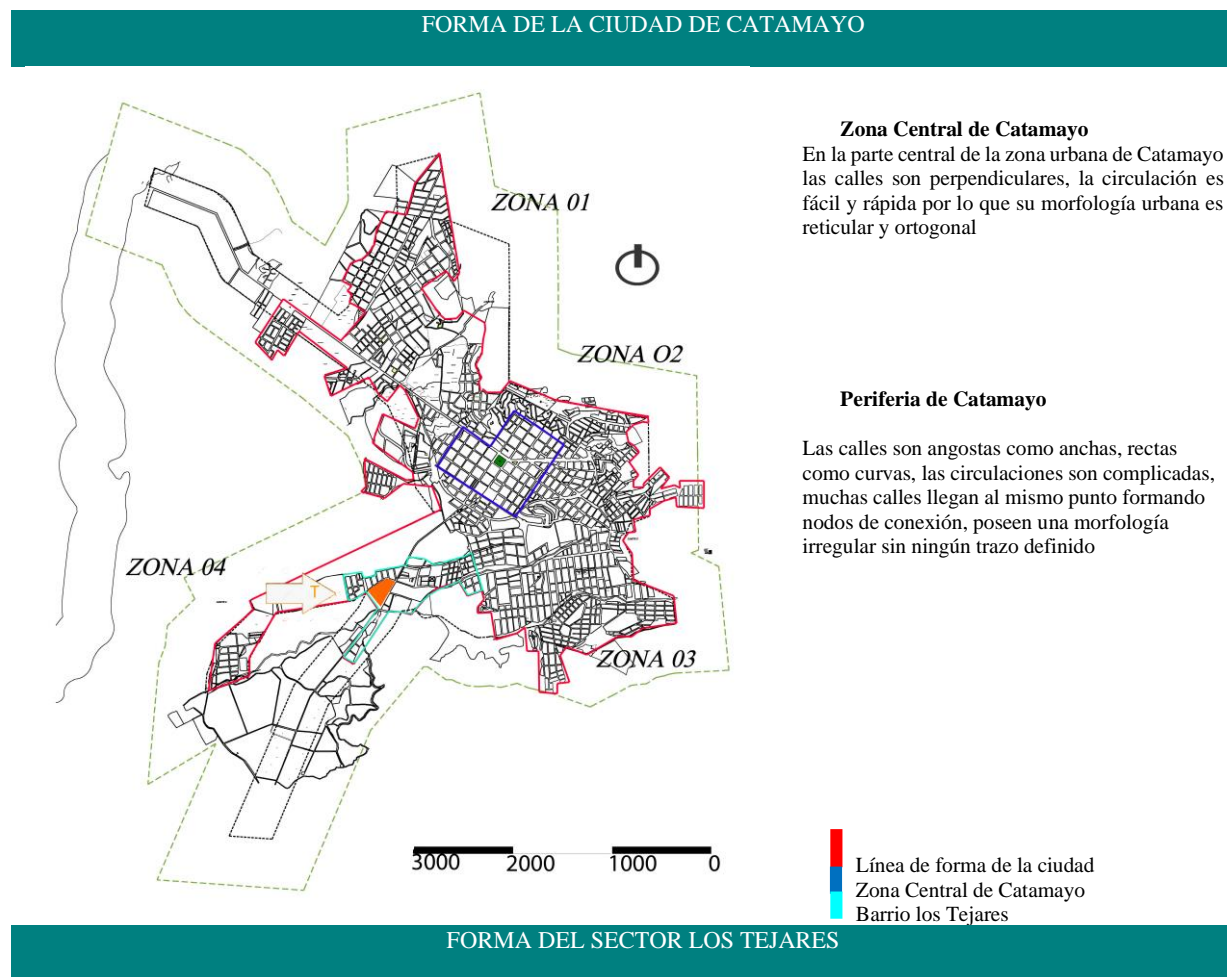 FORMA DE LA CIUDAD DE CATAMAYO
Zona Central de Catamayo
En la parte central de la zona urbana de Catamayo
las calles son perpendiculares, la circulación es
fácil y rápida por lo que su morfología urbana es
reticular y ortogonal
ZONA 01
ZONA O2
Periferia de Catamayo
Las calles son angostas como anchas, rectas
como curvas, las circulaciones son complicadas,
muchas calles llegan al mismo punto formando
nodos de conexión, poseen una morfología
irregular sin ningún trazo definido
ZONA 04
T
ZONA 03
3000 2000 1000 0
Línea de forma de la ciudad
Zona Central de Catamayo
Barrio los Tejares
FORMA DEL SECTOR LOS TEJARES